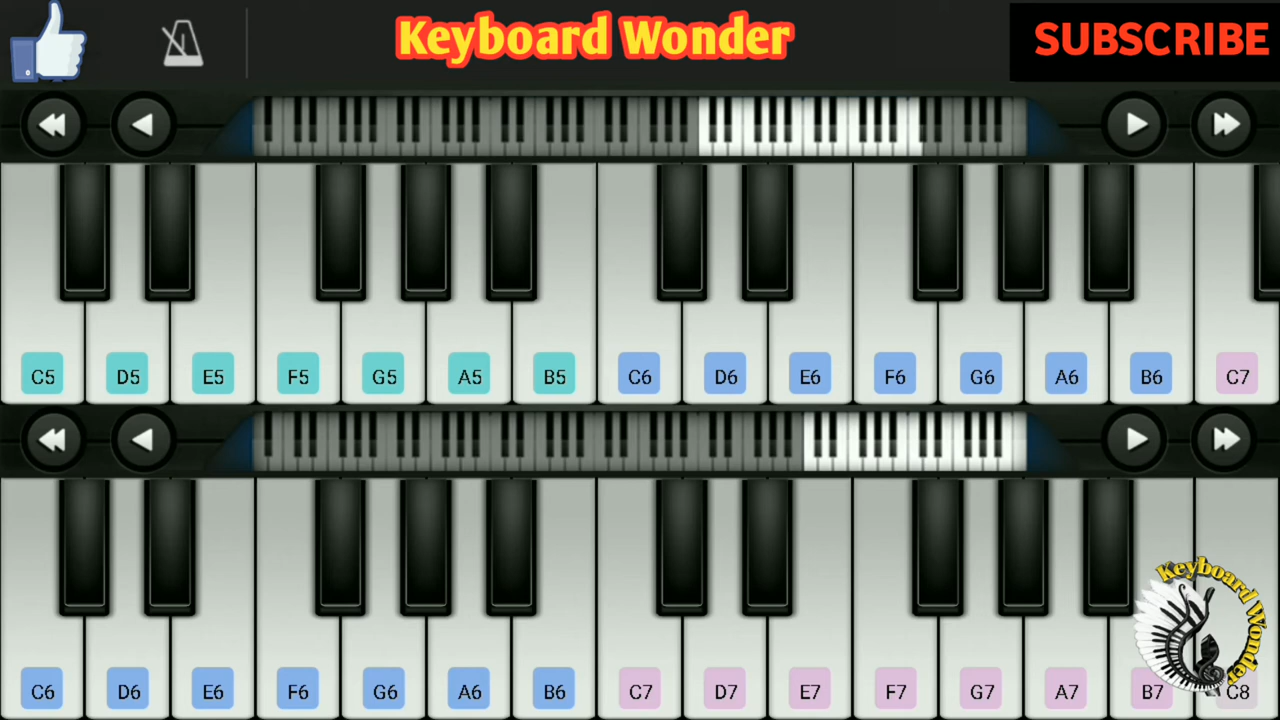 Keyboard Wonder
SUBSCRIBE
C5 D5 E5 F5 G5 A5 B5 C6 D6 E6 F6 G6 A6 B6 C7
C6 D6 E6 F6 G6 A6 B6 C7 D7 E7 F7 G7 A7 B7 C8
Keyboard Wonder